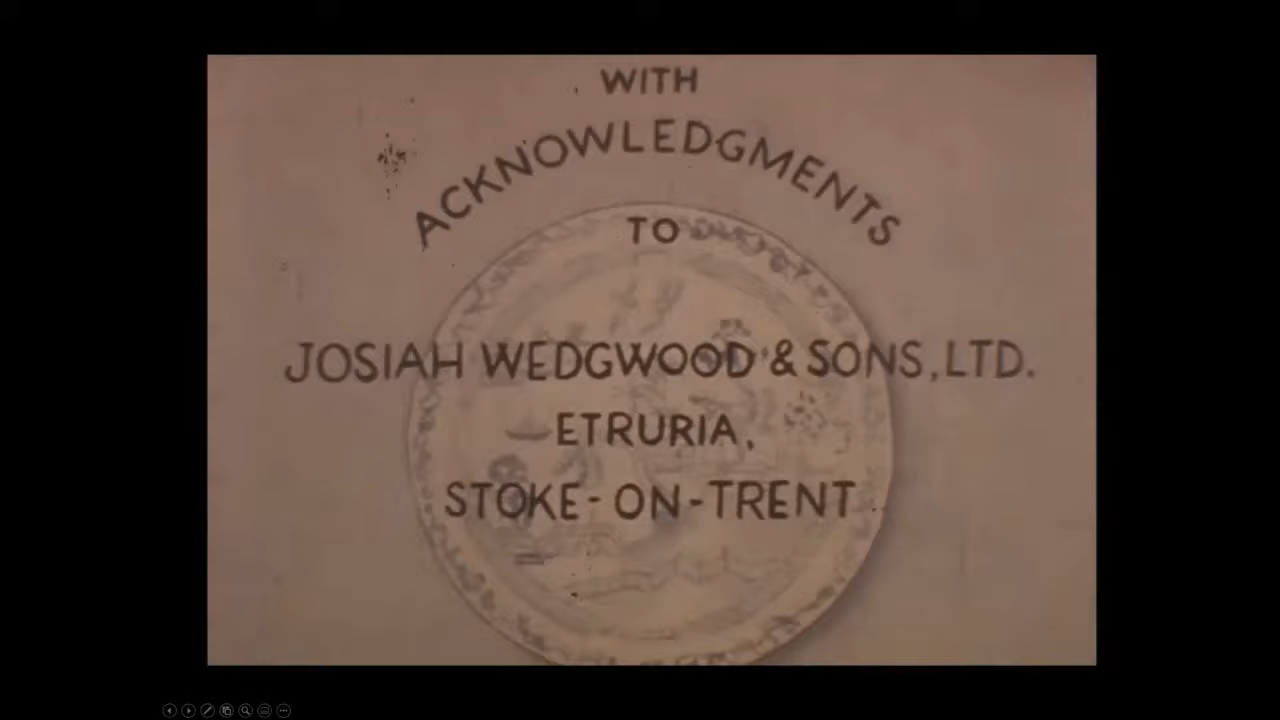 WITH
ACKNOWLEDGMENTS
TO
JOSIAH WEDGWOOD & SONS, LTD.
ETRURIA,
STOKE-ON-TRENT